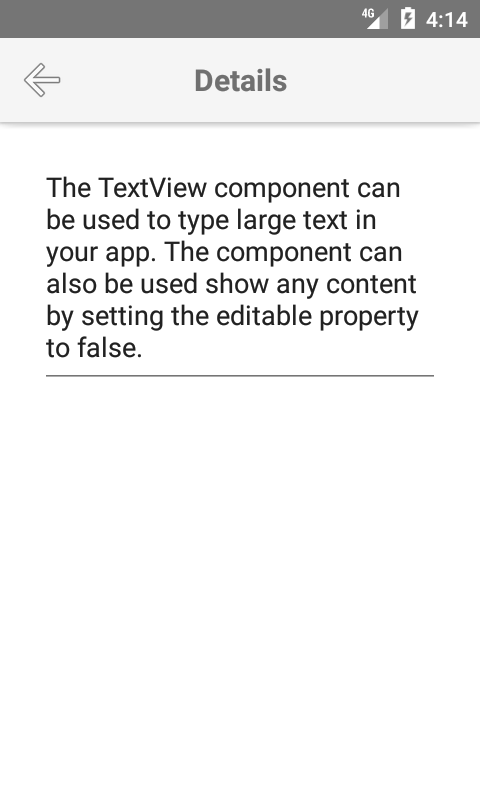 4G 4:14
Details
The TextView component can
be used to type large text in
your app. The component can
also be used show any content
by setting the editable property
to false.